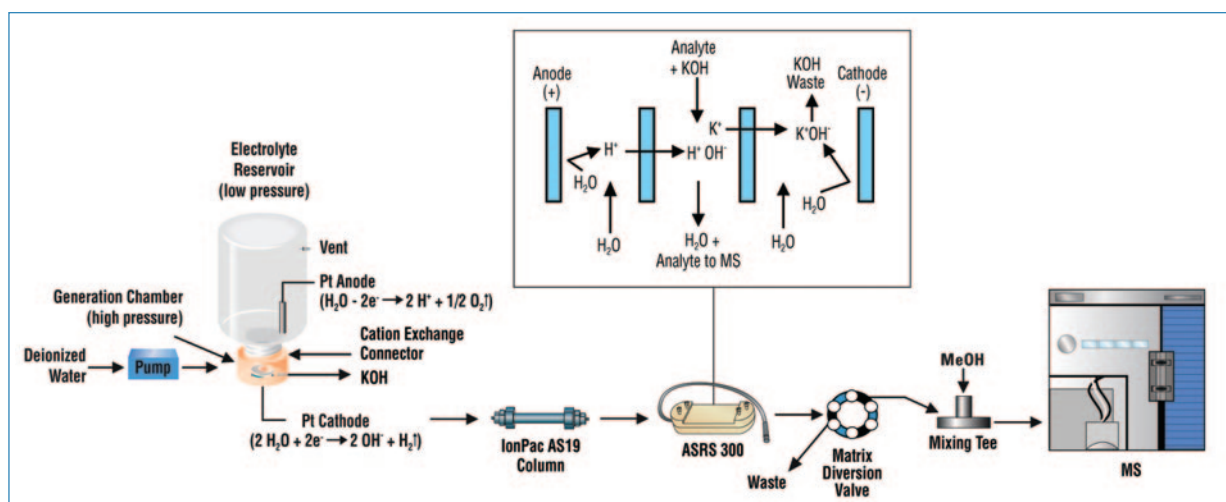 Analyte
+ KOH
Anode
(+)
KOH
Waste
Cathode
(-)
K⁺
K⁺OH⁻
H⁺
H⁺ OH⁻
H₂O
H₂O
H₂O
H₂O
H₂O +
Analyte to MS
Electrolyte
Reservoir
(low pressure)
Vent
Pt Anode
(H₂O - 2e⁻ → 2 H⁺ + 1/2 O₂↑)
Generation Chamber
(high pressure)
Cation Exchange
Connector
Deionized
Water
Pump
KOH
Pt Cathode
(2 H₂O + 2e⁻ → 2 OH⁻ + H₂↑)
IonPac AS19
Column
ASRS 300
Waste
Matrix
Diversion
Valve
MeOH
Mixing Tee
MS